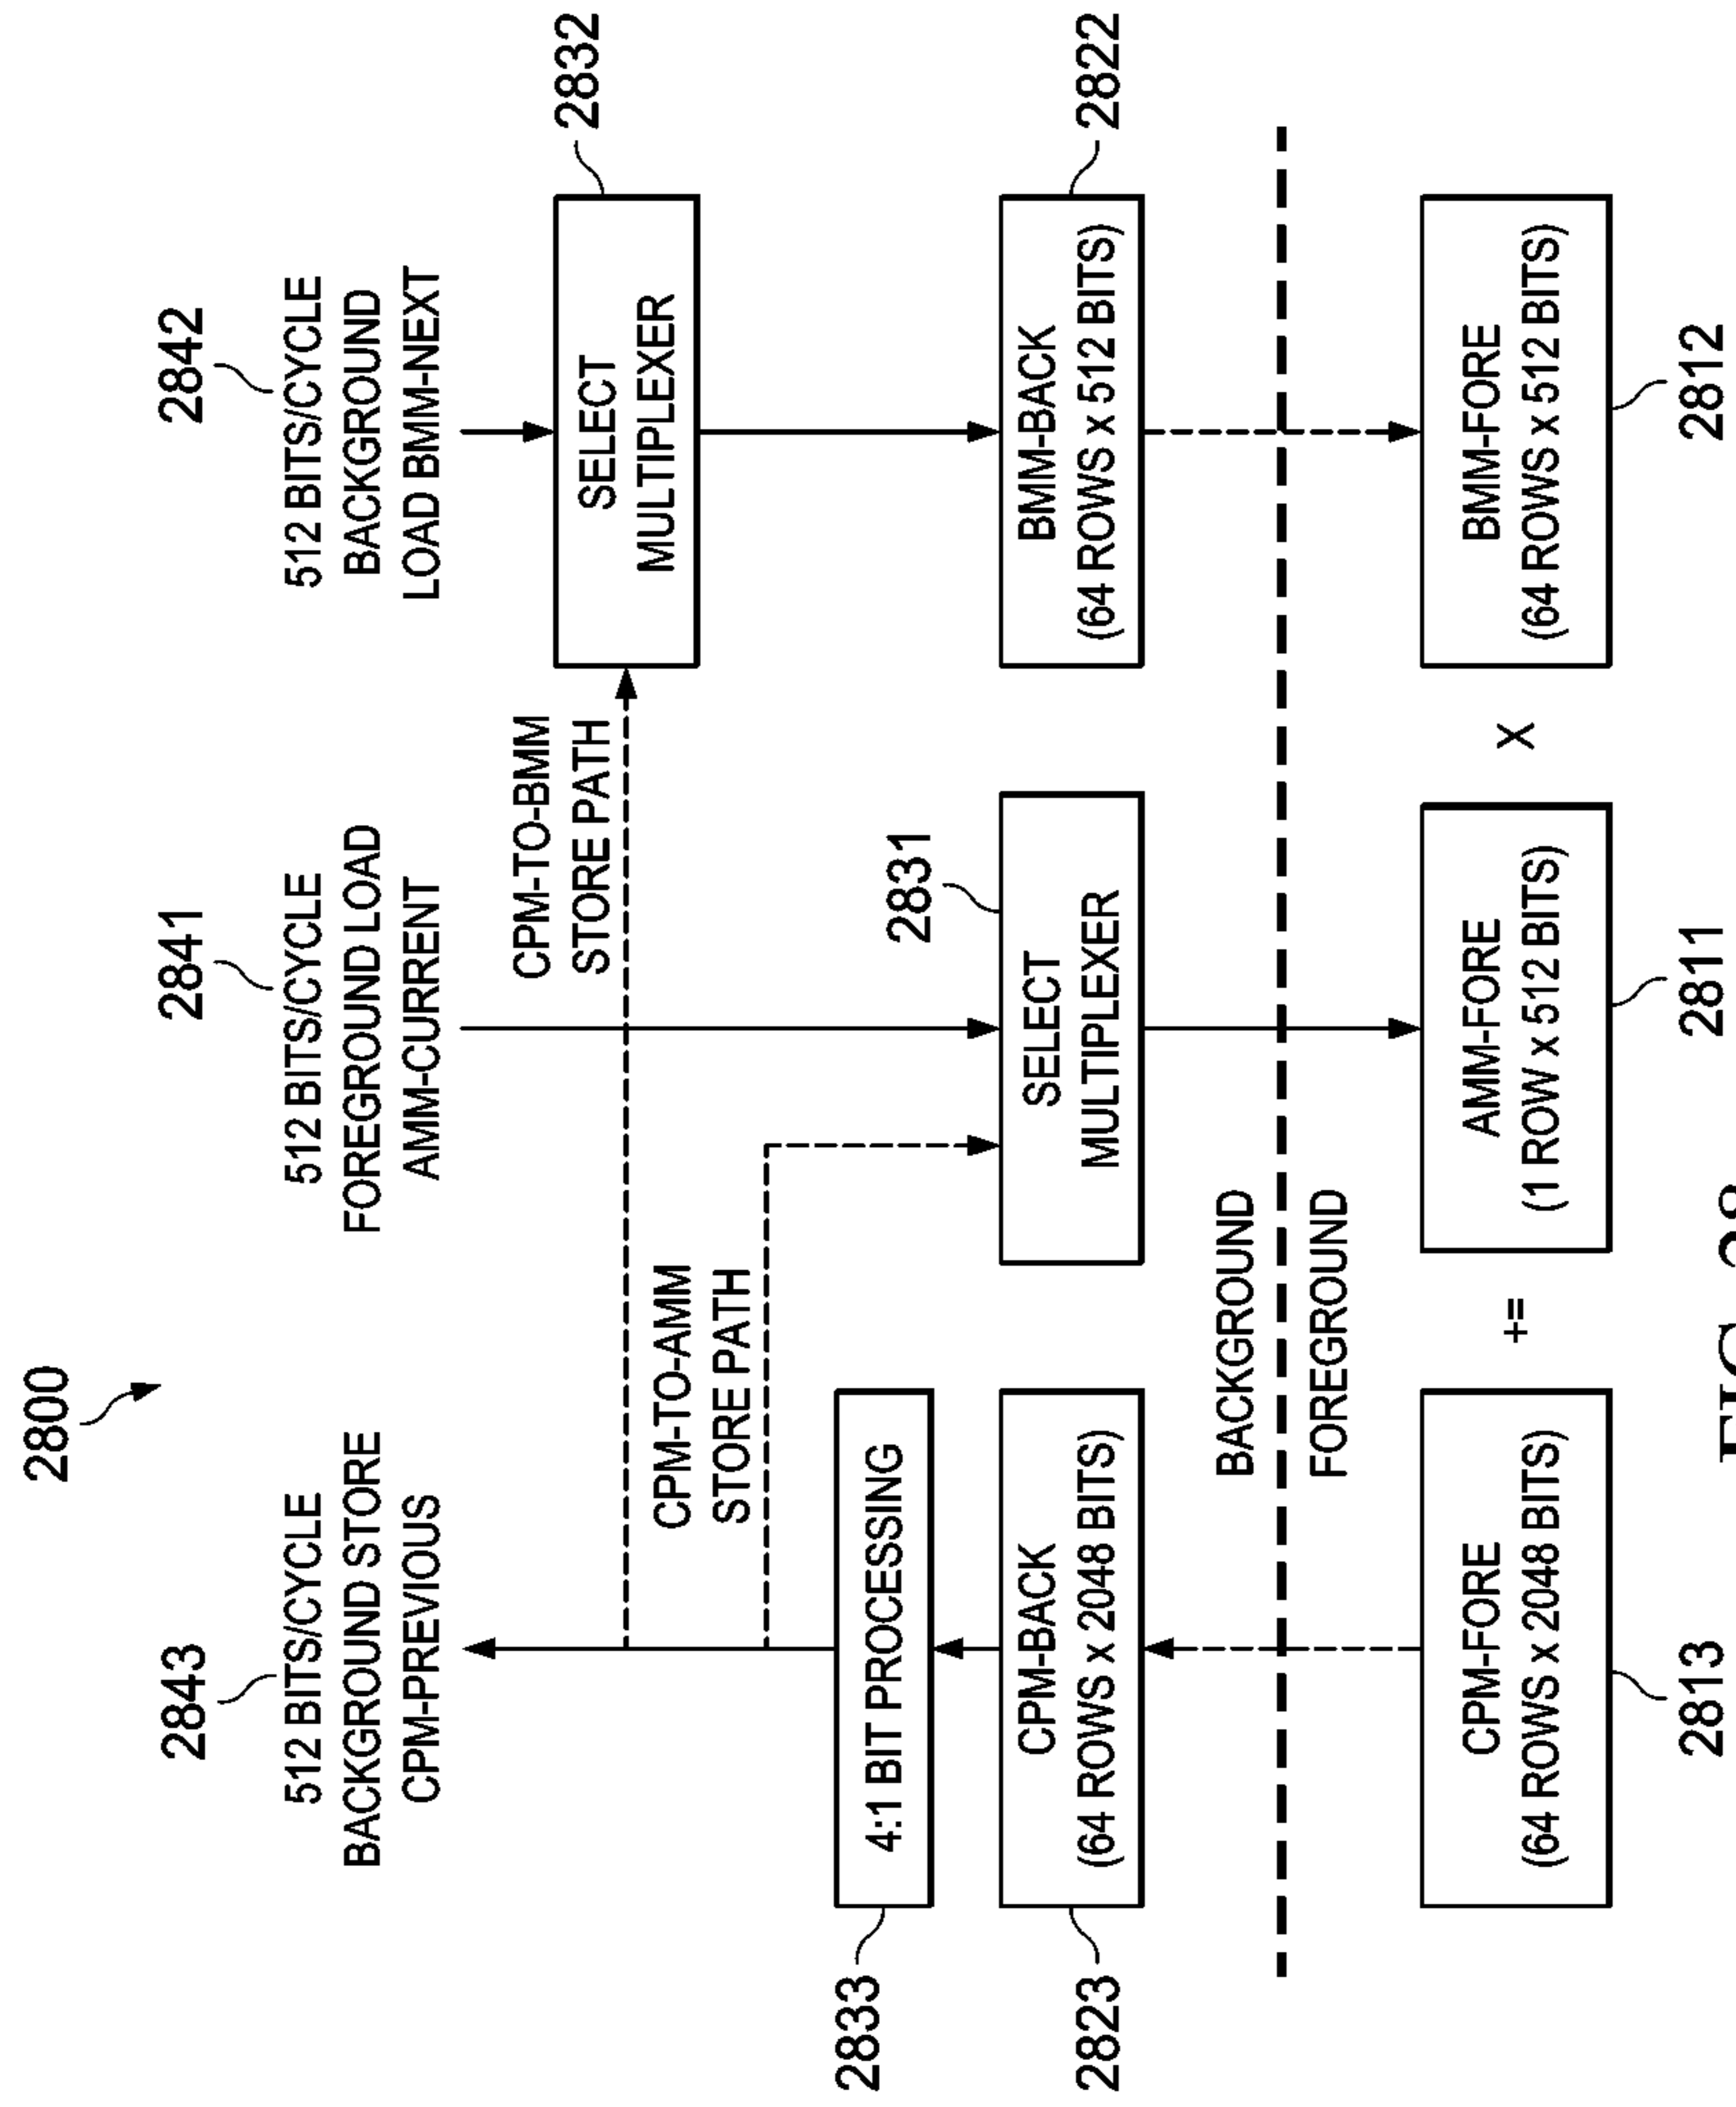 2800
2843
512 BITS/CYCLE
BACKGROUND STORE
CPM-PREVIOUS
2841
512 BITS/CYCLE
FOREGROUND LOAD
AMM-CURRENT
2842
512 BITS/CYCLE
BACKGROUND
LOAD BMM-NEXT
CPM-TO-BMM
STORE PATH
SELECT
MULTIPLEXER
2832
CPM-TO-AMM
STORE PATH
2833
4:1 BIT PROCESSING
2831
SELECT
MULTIPLEXER
2823
CPM-BACK
(64 ROWS x 2048 BITS)
BMM-BACK
(64 ROWS x 512 BITS)
2822
BACKGROUND
FOREGROUND
CPM-FORE
(64 ROWS x 2048 BITS)
+=
AMM-FORE
(1 ROW x 512 BITS)
X
BMM-FORE
(64 ROWS x 512 BITS)
2813
2811
2812